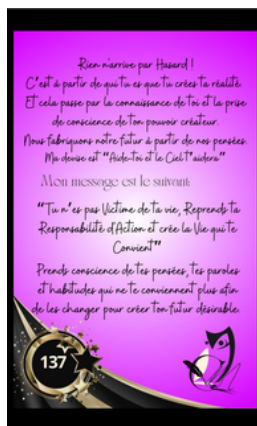 Rien n'arrive par Hasard !
C'est à partir de qui tu es que tu crées ta réalité.
Et cela passe par la connaissance de toi et la prise
de conscience de ton pouvoir créateur.
Nous fabriquons notre futur à partir de nos pensées.
Ma devise est "Aide-toi et le Ciel t'aidera"
Mon message est le suivant:
""Tu n'es pas Victime de ta vie, Reprends ta
Responsabilité d'Action et crée la Vie qui te
Convient""
Prends conscience de tes pensées, tes paroles
et habitudes qui ne te conviennent plus afin
de les changer pour créer ton futur désirable.
137